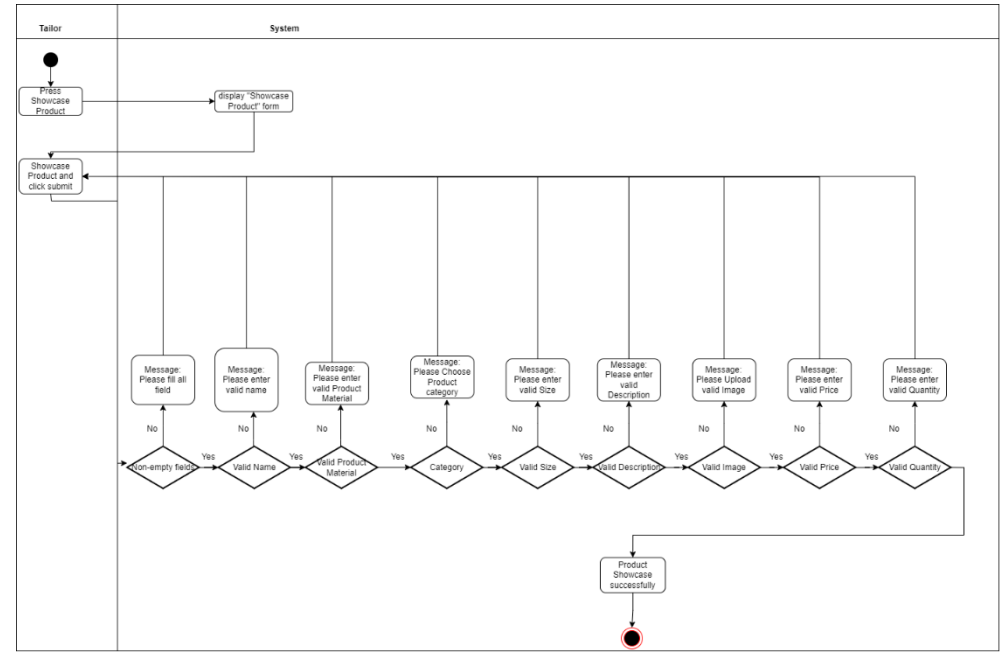 Tailor
System
Press
Showcase
Product
display "Showcase
Product" form
Showcase
Product and
click submit
Message:
Please fill all
field
Message:
Please enter
valid name
Message:
Please enter
valid Product
Material
Message:
Please Choose
Product
category
Message:
Please enter
valid Size
Message:
Please enter
valid
Description
Message:
Please Upload
valid Image
Message:
Please enter
valid Price
Message:
Please enter
valid Quantity
No
No
No
No
No
No
No
No
No
Non-empty fields
Yes
Valid Name
Yes
Valid Product
Material
Yes
Category
Yes
Valid Size
Yes
Valid Description
Yes
Valid Image
Yes
Valid Price
Yes
Valid Quantity
Product
Showcase
successfully